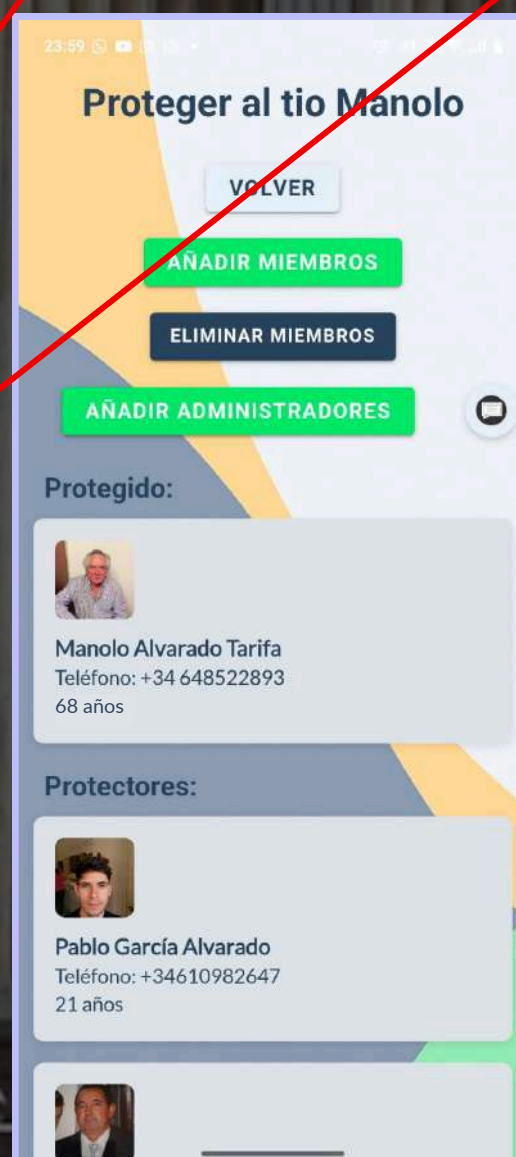 23:59
Proteger al tio Manolo
VOLVER
AÑADIR MIEMBROS
ELIMINAR MIEMBROS
AÑADIR ADMINISTRADORES
Protegido:
Manolo Alvarado Tarifa
Teléfono: +34 648522893
68 años
Protectores:
Pablo García Alvarado
Teléfono: +34610982647
21 años